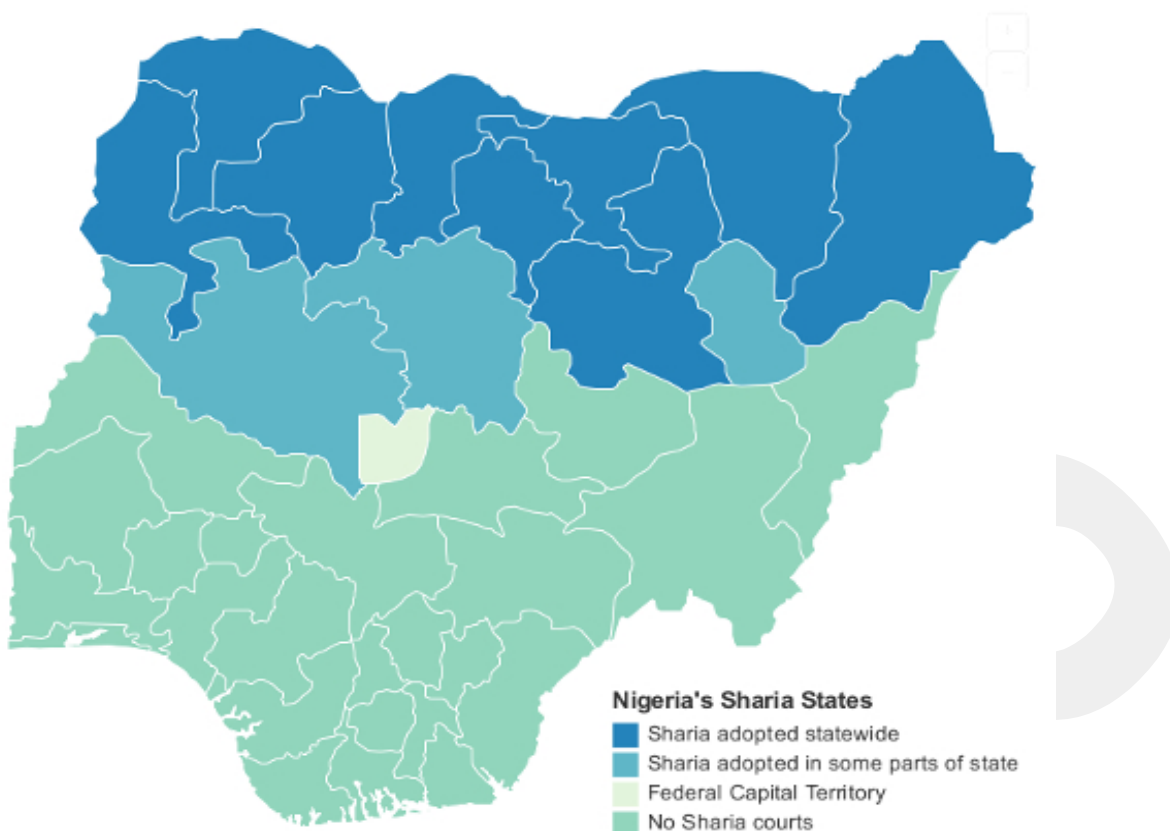 Nigeria's Sharia States
Sharia adopted statewide
Sharia adopted in some parts of state
Federal Capital Territory
No Sharia courts